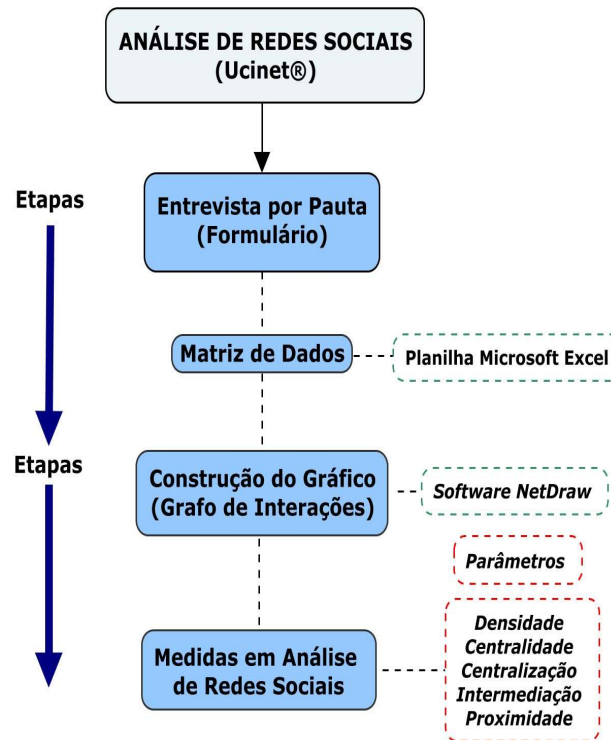 ANÁLISE DE REDES SOCIAIS
(Ucinet®)
Etapas
Entrevista por Pauta
(Formulário)
Matriz de Dados
Planilha Microsoft Excel
Etapas
Construção do Gráfico
(Grafo de Interações)
Software NetDraw
Parâmetros
Medidas em Análise
de Redes Sociais
Densidade
Centralidade
Centralização
Intermediação
Proximidade